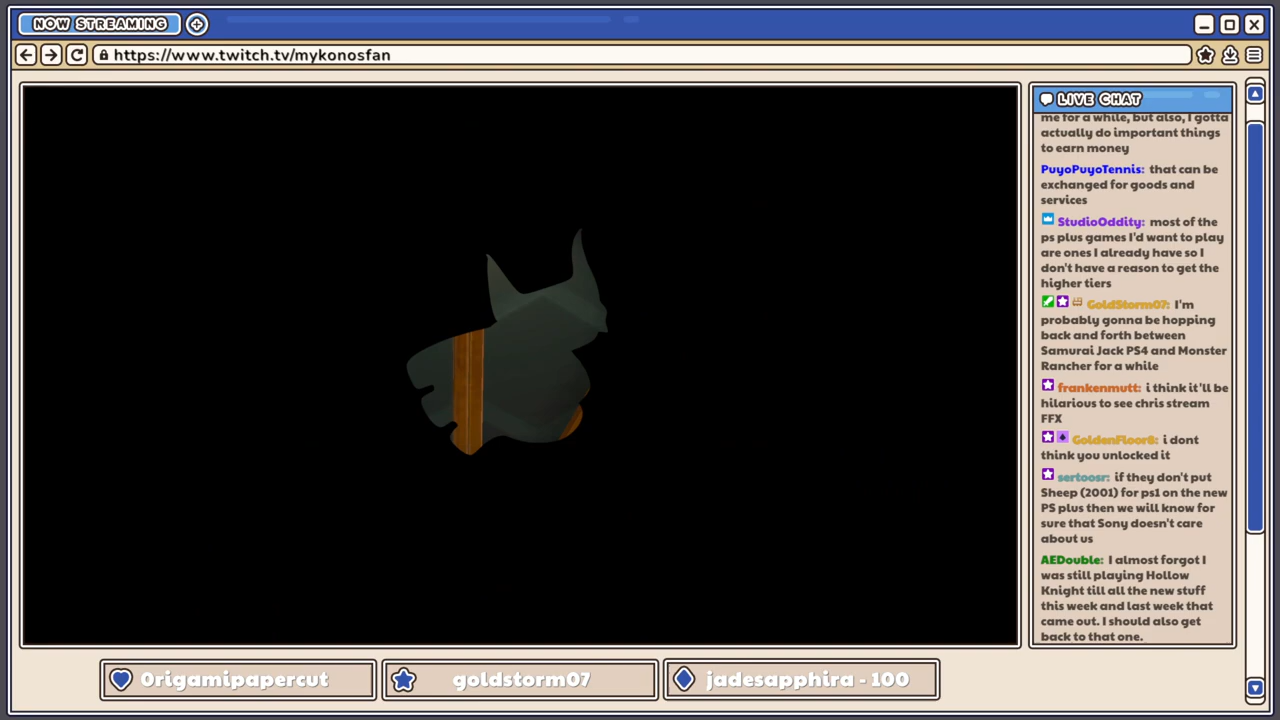 NOW STREAMING
https://www.twitch.tv/mykonosfan
LIVE CHAT
me for a while, but also, I gotta
actually do important things
to earn money
PuyoPuyoTennis: that can be
exchanged for goods and
services
StudioOddity: most of the
ps plus games I'd want to play
are ones I already have so I
don't have a reason to get the
higher tiers
GoldStorm07: I'm
probably gonna be hopping
back and forth between
Samurai Jack PS4 and Monster
Rancher for a while
frankenmutt: i think it'll be
hilarious to see chris stream
FFX
GoldenFloor8: i dont
think you unlocked it
sertoosr: if they don't put
Sheep (2001) for ps1 on the new
PS plus then we will know for
sure that Sony doesn't care
about us
AEDouble: I almost forgot I
was still playing Hollow
Knight till all the new stuff
this week and last week that
came out. I should also get
back to that one.
0rigamipapercut
goldstorm07
jadesapphira - 100